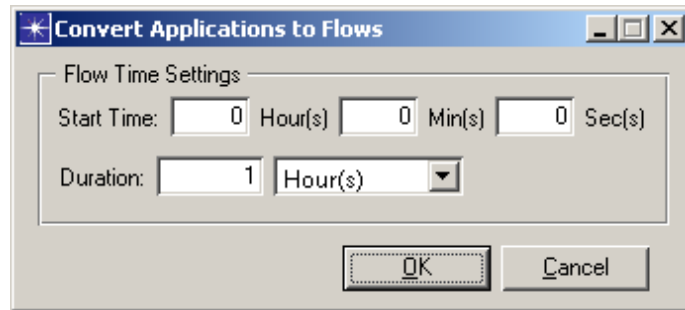 Convert Applications to Flows
Flow Time Settings
Start Time: 0 Hour(s) 0 Min(s) 0 Sec(s)
Duration: 1 Hour(s)
OK Cancel